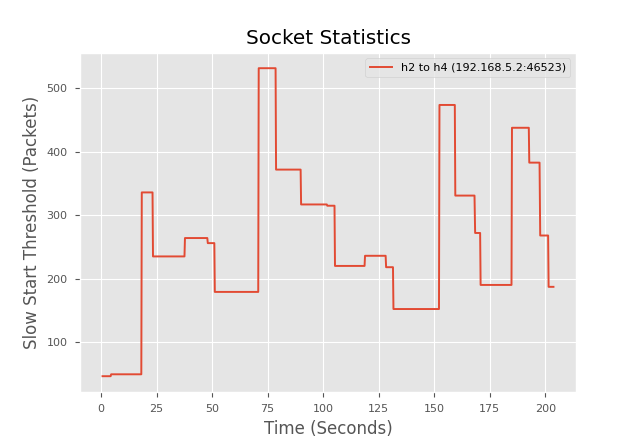 Socket Statistics
h2 to h4 (192.168.5.2:46523)
Slow Start Threshold (Packets)
500
400
300
200
100
0 25 50 75 100 125 150 175 200
Time (Seconds)